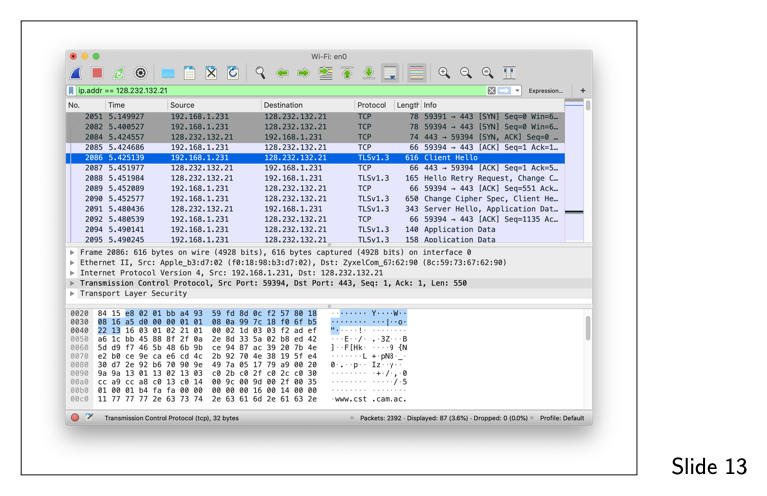 Wi-Fi: en0
ip.addr == 128.232.132.21
Expression… +
No. Time Source Destination Protocol Length Info
2051 5.149927 192.168.1.231 128.232.132.21 TCP 78 59391 → 443 [SYN] Seq=0 Win=6…
2082 5.400527 192.168.1.231 128.232.132.21 TCP 78 59394 → 443 [SYN] Seq=0 Win=6…
2084 5.424557 128.232.132.21 192.168.1.231 TCP 74 443 → 59394 [SYN, ACK] Seq=0 …
2085 5.424686 192.168.1.231 128.232.132.21 TCP 66 59394 → 443 [ACK] Seq=1 Ack=1…
2086 5.425139 192.168.1.231 128.232.132.21 TLSv1.3 616 Client Hello
2087 5.451977 128.232.132.21 192.168.1.231 TCP 66 443 → 59394 [ACK] Seq=1 Ack=5…
2088 5.451984 128.232.132.21 192.168.1.231 TLSv1.3 165 Hello Retry Request, Change C…
2089 5.452089 192.168.1.231 128.232.132.21 TCP 66 59394 → 443 [ACK] Seq=551 Ack…
2090 5.452577 192.168.1.231 128.232.132.21 TLSv1.3 650 Change Cipher Spec, Client He…
2091 5.480436 128.232.132.21 192.168.1.231 TLSv1.3 343 Server Hello, Application Dat…
2092 5.480539 192.168.1.231 128.232.132.21 TCP 66 59394 → 443 [ACK] Seq=1135 Ac…
2094 5.490141 192.168.1.231 128.232.132.21 TLSv1.3 140 Application Data
2095 5.490245 192.168.1.231 128.232.132.21 TLSv1.3 158 Application Data
Frame 2086: 616 bytes on wire (4928 bits), 616 bytes captured (4928 bits) on interface 0
Ethernet II, Src: Apple_b3:d7:02 (f0:18:98:b3:d7:02), Dst: ZyxelCom_67:62:90 (8c:59:73:67:62:90)
Internet Protocol Version 4, Src: 192.168.1.231, Dst: 128.232.132.21
Transmission Control Protocol, Src Port: 59394, Dst Port: 443, Seq: 1, Ack: 1, Len: 550
Transport Layer Security
0020 84 15 e8 02 01 bb a4 93 59 fd 8d 0c f2 57 80 18 ········ Y····W··
0030 08 16 a5 d0 00 00 01 01 08 0a 99 7c 18 f0 6f b5 ········ ···|··o·
0040 22 13 16 03 01 02 21 01 00 02 1d 03 03 f2 ad ef "·····!· ········
0050 a6 1c bb 45 88 8f 2f 0a 2e 8d 33 5a 02 b8 ed 42 ···E··/· .·3Z···B
0060 5d d9 f7 46 5b 48 6b 9b ce 94 87 ac 39 20 7b 4e ]··F[Hk· ····9 {N
0070 e2 b0 ce 9e ca e6 cd 4c 2b 92 70 4e 38 19 5f e4 ·······L +·pN8·_·
0080 30 d7 2e 92 b6 70 90 0e 49 7a 05 17 79 a9 00 20 0·.··p·· Iz··y··
0090 9a 9a 13 01 13 02 13 03 c0 2b c0 2f c0 2c c0 30 ········ ·+·/·,·0
00a0 cc a9 cc a8 c0 13 c0 14 00 9c 00 9d 00 2f 00 35 ········ ·····/·5
00b0 01 00 01 b4 fa fa 00 00 00 00 00 16 00 14 00 00 ········ ········
00c0 11 77 77 77 2e 63 73 74 2e 63 61 6d 2e 61 63 2e ·www.cst .cam.ac.
Transmission Control Protocol (tcp), 32 bytes
Packets: 2392 · Displayed: 87 (3.6%) · Dropped: 0 (0.0%)
Profile: Default
Slide 13